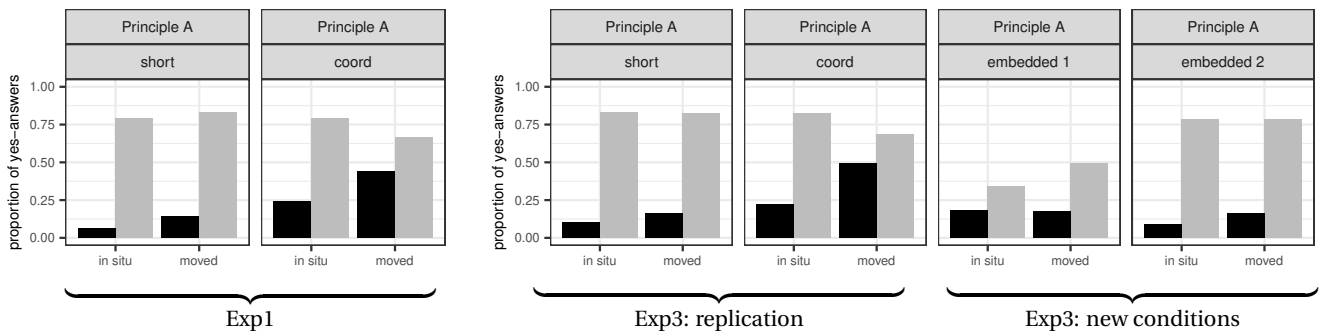 Principle A Principle A Principle A Principle A Principle A Principle A
short coord short coord embedded 1 embedded 2
proportion of yes−answers
1.00
0.75
0.50
0.25
0.00
proportion of yes−answers
1.00
0.75
0.50
0.25
0.00
in situ moved in situ moved in situ moved in situ moved in situ moved in situ moved
Exp1 Exp3: replication Exp3: new conditions